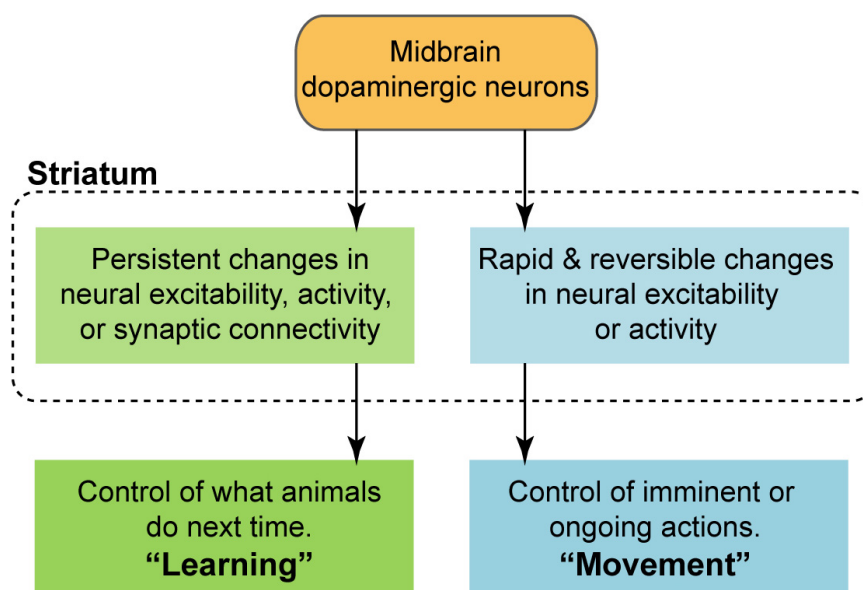 Midbrain
dopaminergic neurons
Striatum
Persistent changes in
neural excitability, activity,
or synaptic connectivity
Rapid & reversible changes
in neural excitability
or activity
Control of what animals
do next time.
“Learning”
Control of imminent or
ongoing actions.
“Movement”